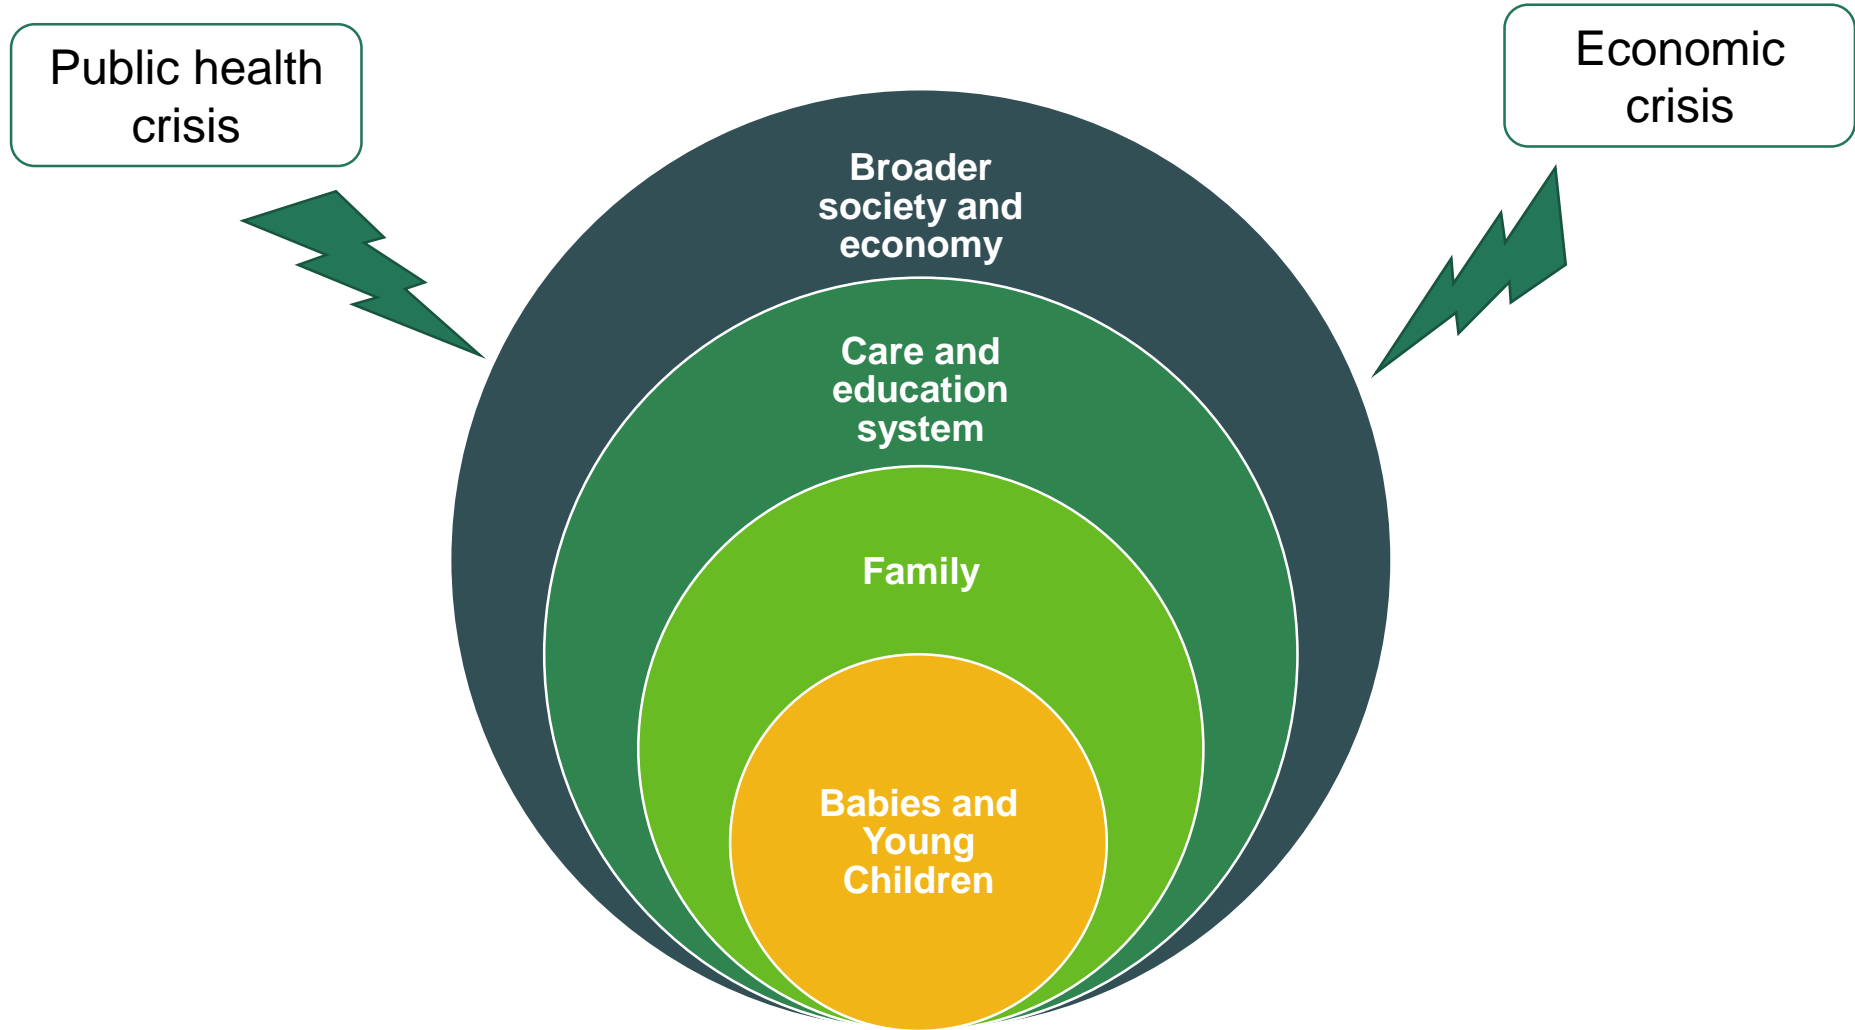 Public health
crisis
Economic
crisis
Broader
society and
economy
Care and
education
system
Family
Babies and
Young
Children